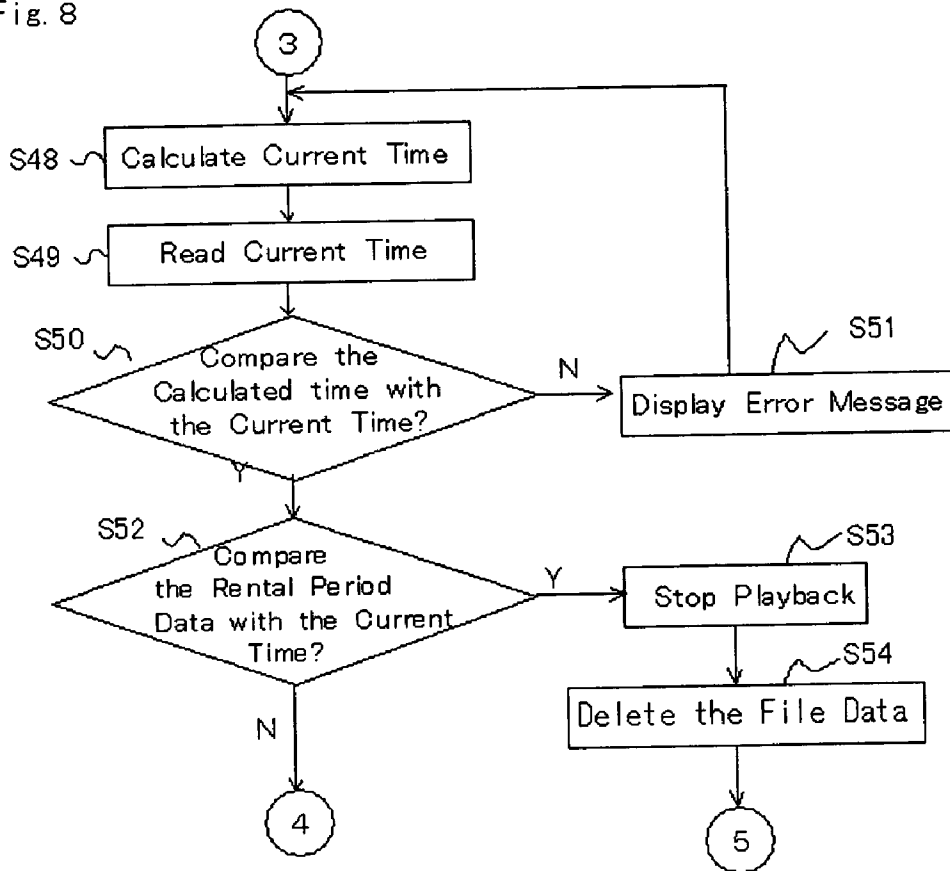 Fig. 8
3
S48
Calculate Current Time
S49
Read Current Time
S50
Compare the
Calculated time with
the Current Time?
N
S51
Display Error Message
Y
S52
Compare
the Rental Period
Data with the Current
Time?
Y
S53
Stop Playback
S54
Delete the File Data
N
4
5